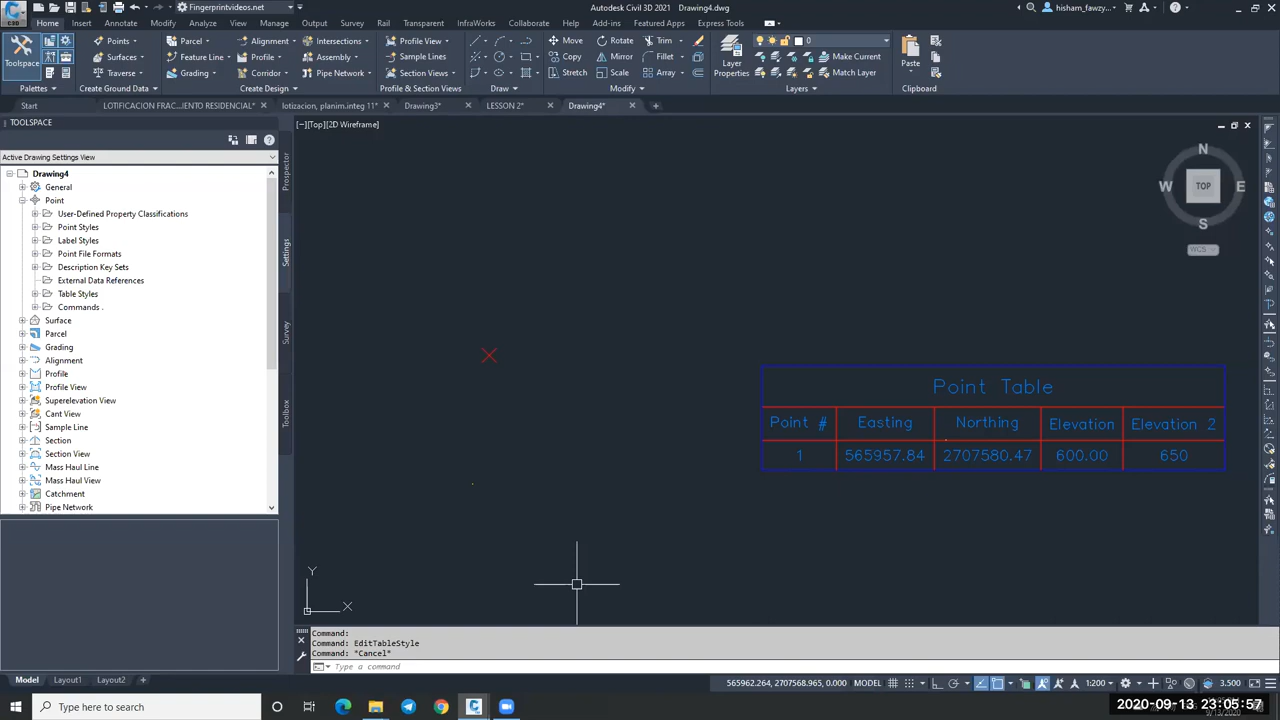 C3D
Fingerprintvideos.net
Share
Autodesk Civil 3D 2021 Drawing4.dwg
hisham_fawzy...
Home Insert Annotate Modify Analyze View Manage Output Survey Rail Transparent InfraWorks Collaborate Help Add-ins Featured Apps Express Tools
Toolspace
Points
Surfaces
Traverse
Parcel
Feature Line
Grading
Alignment
Profile
Corridor
Intersections
Assembly
Pipe Network
Profile View
Sample Lines
Section Views
Move
Copy
Stretch
Rotate
Mirror
Scale
Trim
Fillet
Array
Layer
Properties
0
Make Current
Match Layer
Paste
Palettes
Create Ground Data
Create Design
Profile & Section Views
Draw
Modify
Layers
Clipboard
Start
LOTIFICACION FRAC...IENTO RESIDENCIAL*
lotizacion, planim.integ 11*
Drawing3*
LESSON 2*
Drawing4*
TOOLSPACE
Active Drawing Settings View
Drawing4
General
Point
User-Defined Property Classifications
Point Styles
Label Styles
Point File Formats
Description Key Sets
External Data References
Table Styles
Commands .
Surface
Parcel
Grading
Alignment
Profile
Profile View
Superelevation View
Cant View
Sample Line
Section
Section View
Mass Haul Line
Mass Haul View
Catchment
Pipe Network
Prospector
Settings
Survey
Toolbox
[−][Top][2D Wireframe]
N
W
TOP
E
S
WCS
Point Table
Point # Easting Northing Elevation Elevation 2
1 565957.84 2707580.47 600.00 650
Y
X
Command:
Command: EditTableStyle
Command: *Cancel*
Type a command
Model Layout1 Layout2
565962.264, 2707568.965, 0.000 MODEL
1:200
3.500
Type here to search
2020-09-13 23:05:57